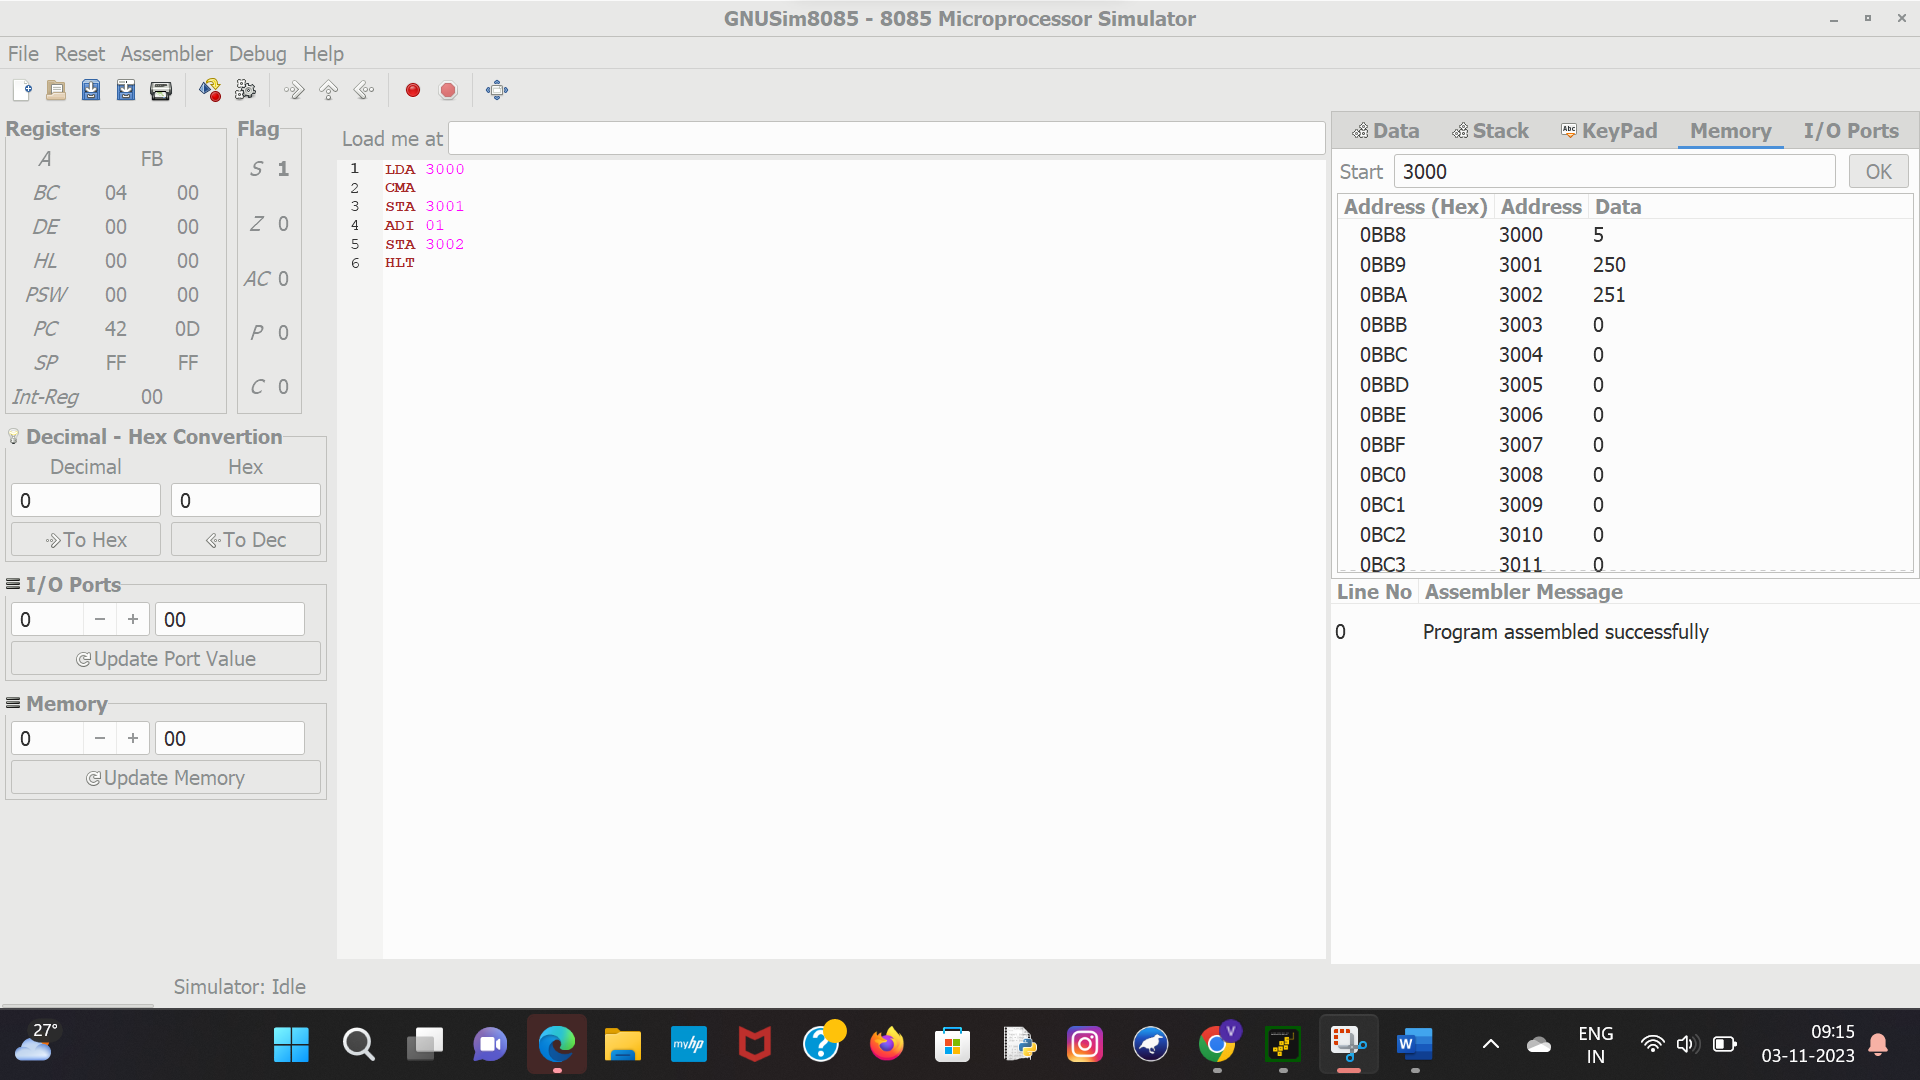 GNUSim8085 - 8085 Microprocessor Simulator
File Reset Assembler Debug Help
Registers
A FB
BC 04 00
DE 00 00
HL 00 00
PSW 00 00
PC 42 0D
SP FF FF
Int-Reg 00
Flag
S 1
Z 0
AC 0
P 0
C 0
Decimal - Hex Convertion
Decimal Hex
0 0
To Hex To Dec
I/O Ports
0 − + 00
Update Port Value
Memory
0 − + 00
Update Memory
Simulator: Idle
Load me at
1 LDA 3000
2 CMA
3 STA 3001
4 ADI 01
5 STA 3002
6 HLT
Data Stack Abc KeyPad Memory I/O Ports
Start 3000 OK
Address (Hex) Address Data
0BB8 3000 5
0BB9 3001 250
0BBA 3002 251
0BBB 3003 0
0BBC 3004 0
0BBD 3005 0
0BBE 3006 0
0BBF 3007 0
0BC0 3008 0
0BC1 3009 0
0BC2 3010 0
0BC3 3011 0
Line No Assembler Message
0 Program assembled successfully
27°
myhp
V
W
ENG
IN
09:15
03-11-2023